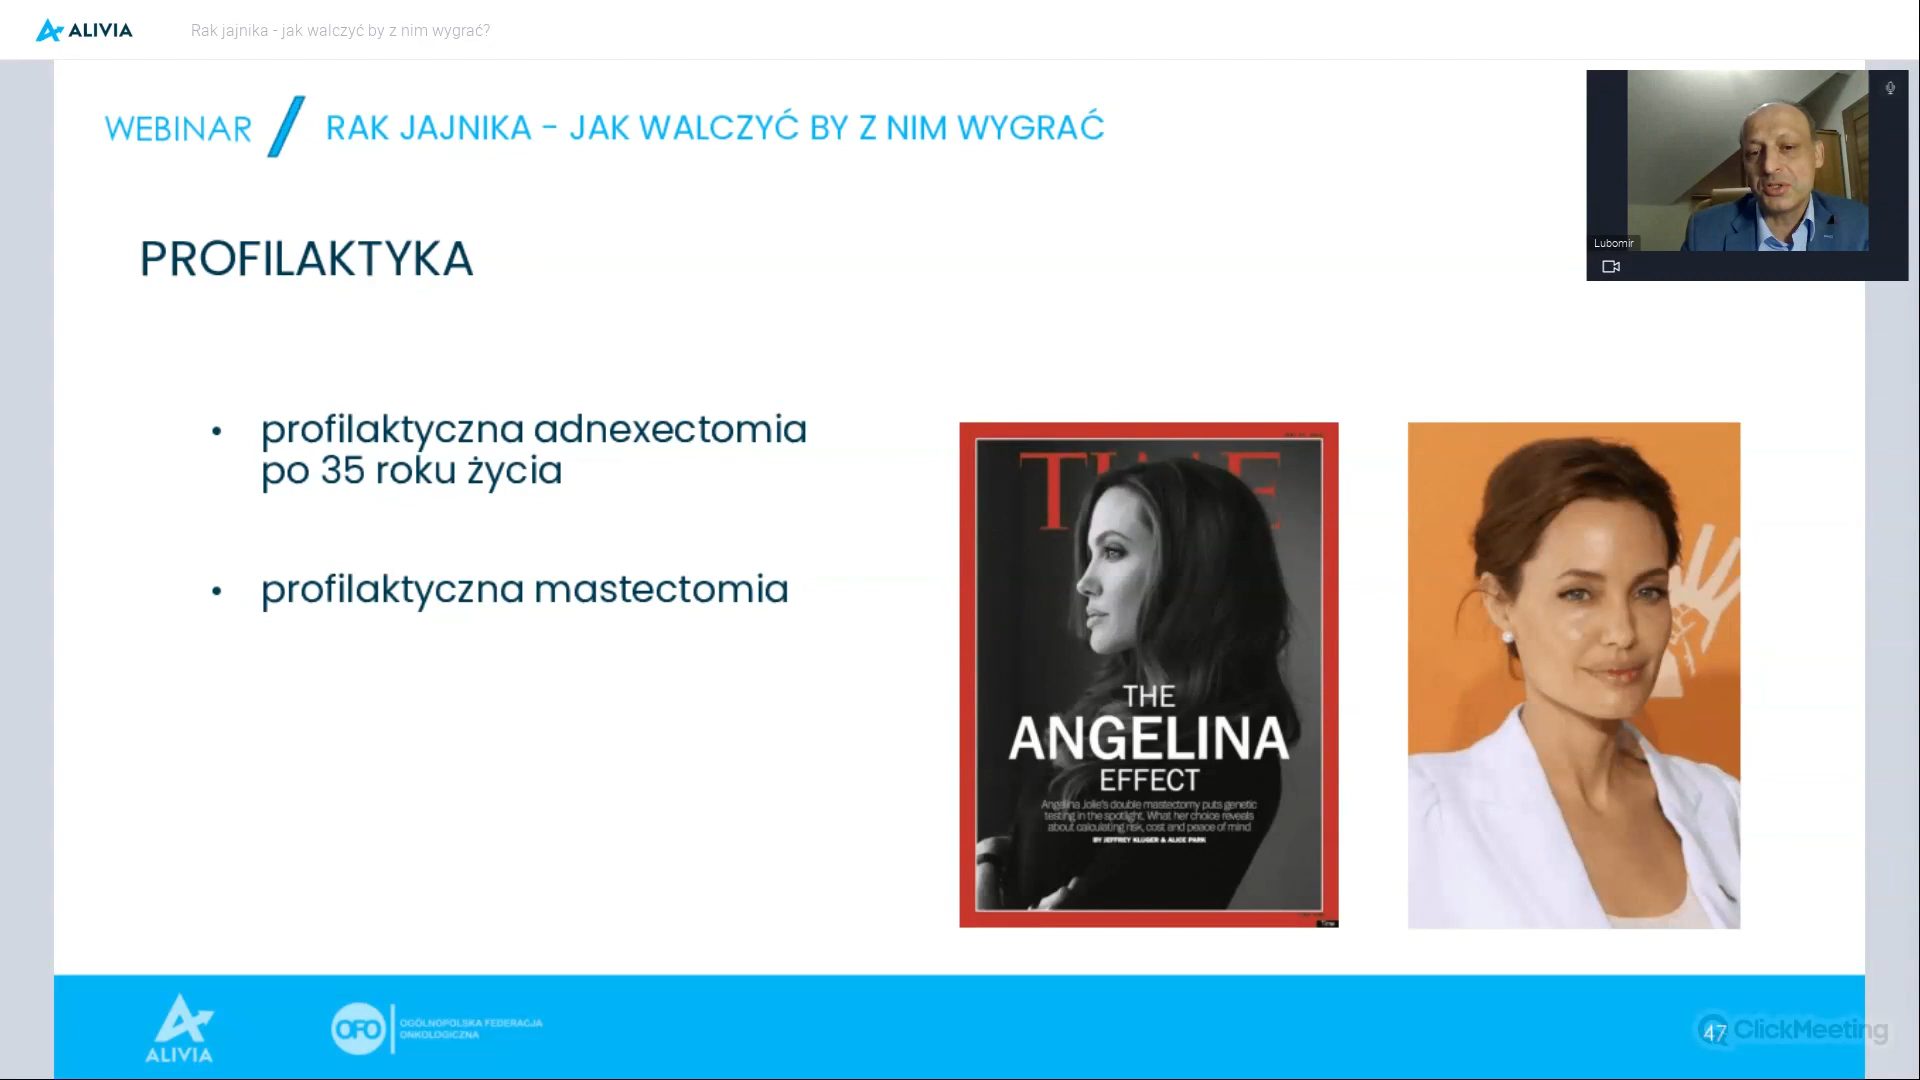 ALIVIA
Rak jajnika - jak walczyć by z nim wygrać?
WEBINAR / RAK JAJNIKA - JAK WALCZYĆ BY Z NIM WYGRAĆ
Lubomir
PROFILAKTYKA
• profilaktyczna adnexectomia
po 35 roku życia
• profilaktyczna mastectomia
TIME
THE
ANGELINA
EFFECT
Angelina Jolie's double mastectomy puts genetic
testing in the spotlight. What her choice reveals
about calculating risk, cost and peace of mind
BY JEFFREY KLUGER & ALICE PARK
Time
ALIVIA
OFO
OGÓLNOPOLSKA FEDERACJA
ONKOLOGICZNA
47
ClickMeeting